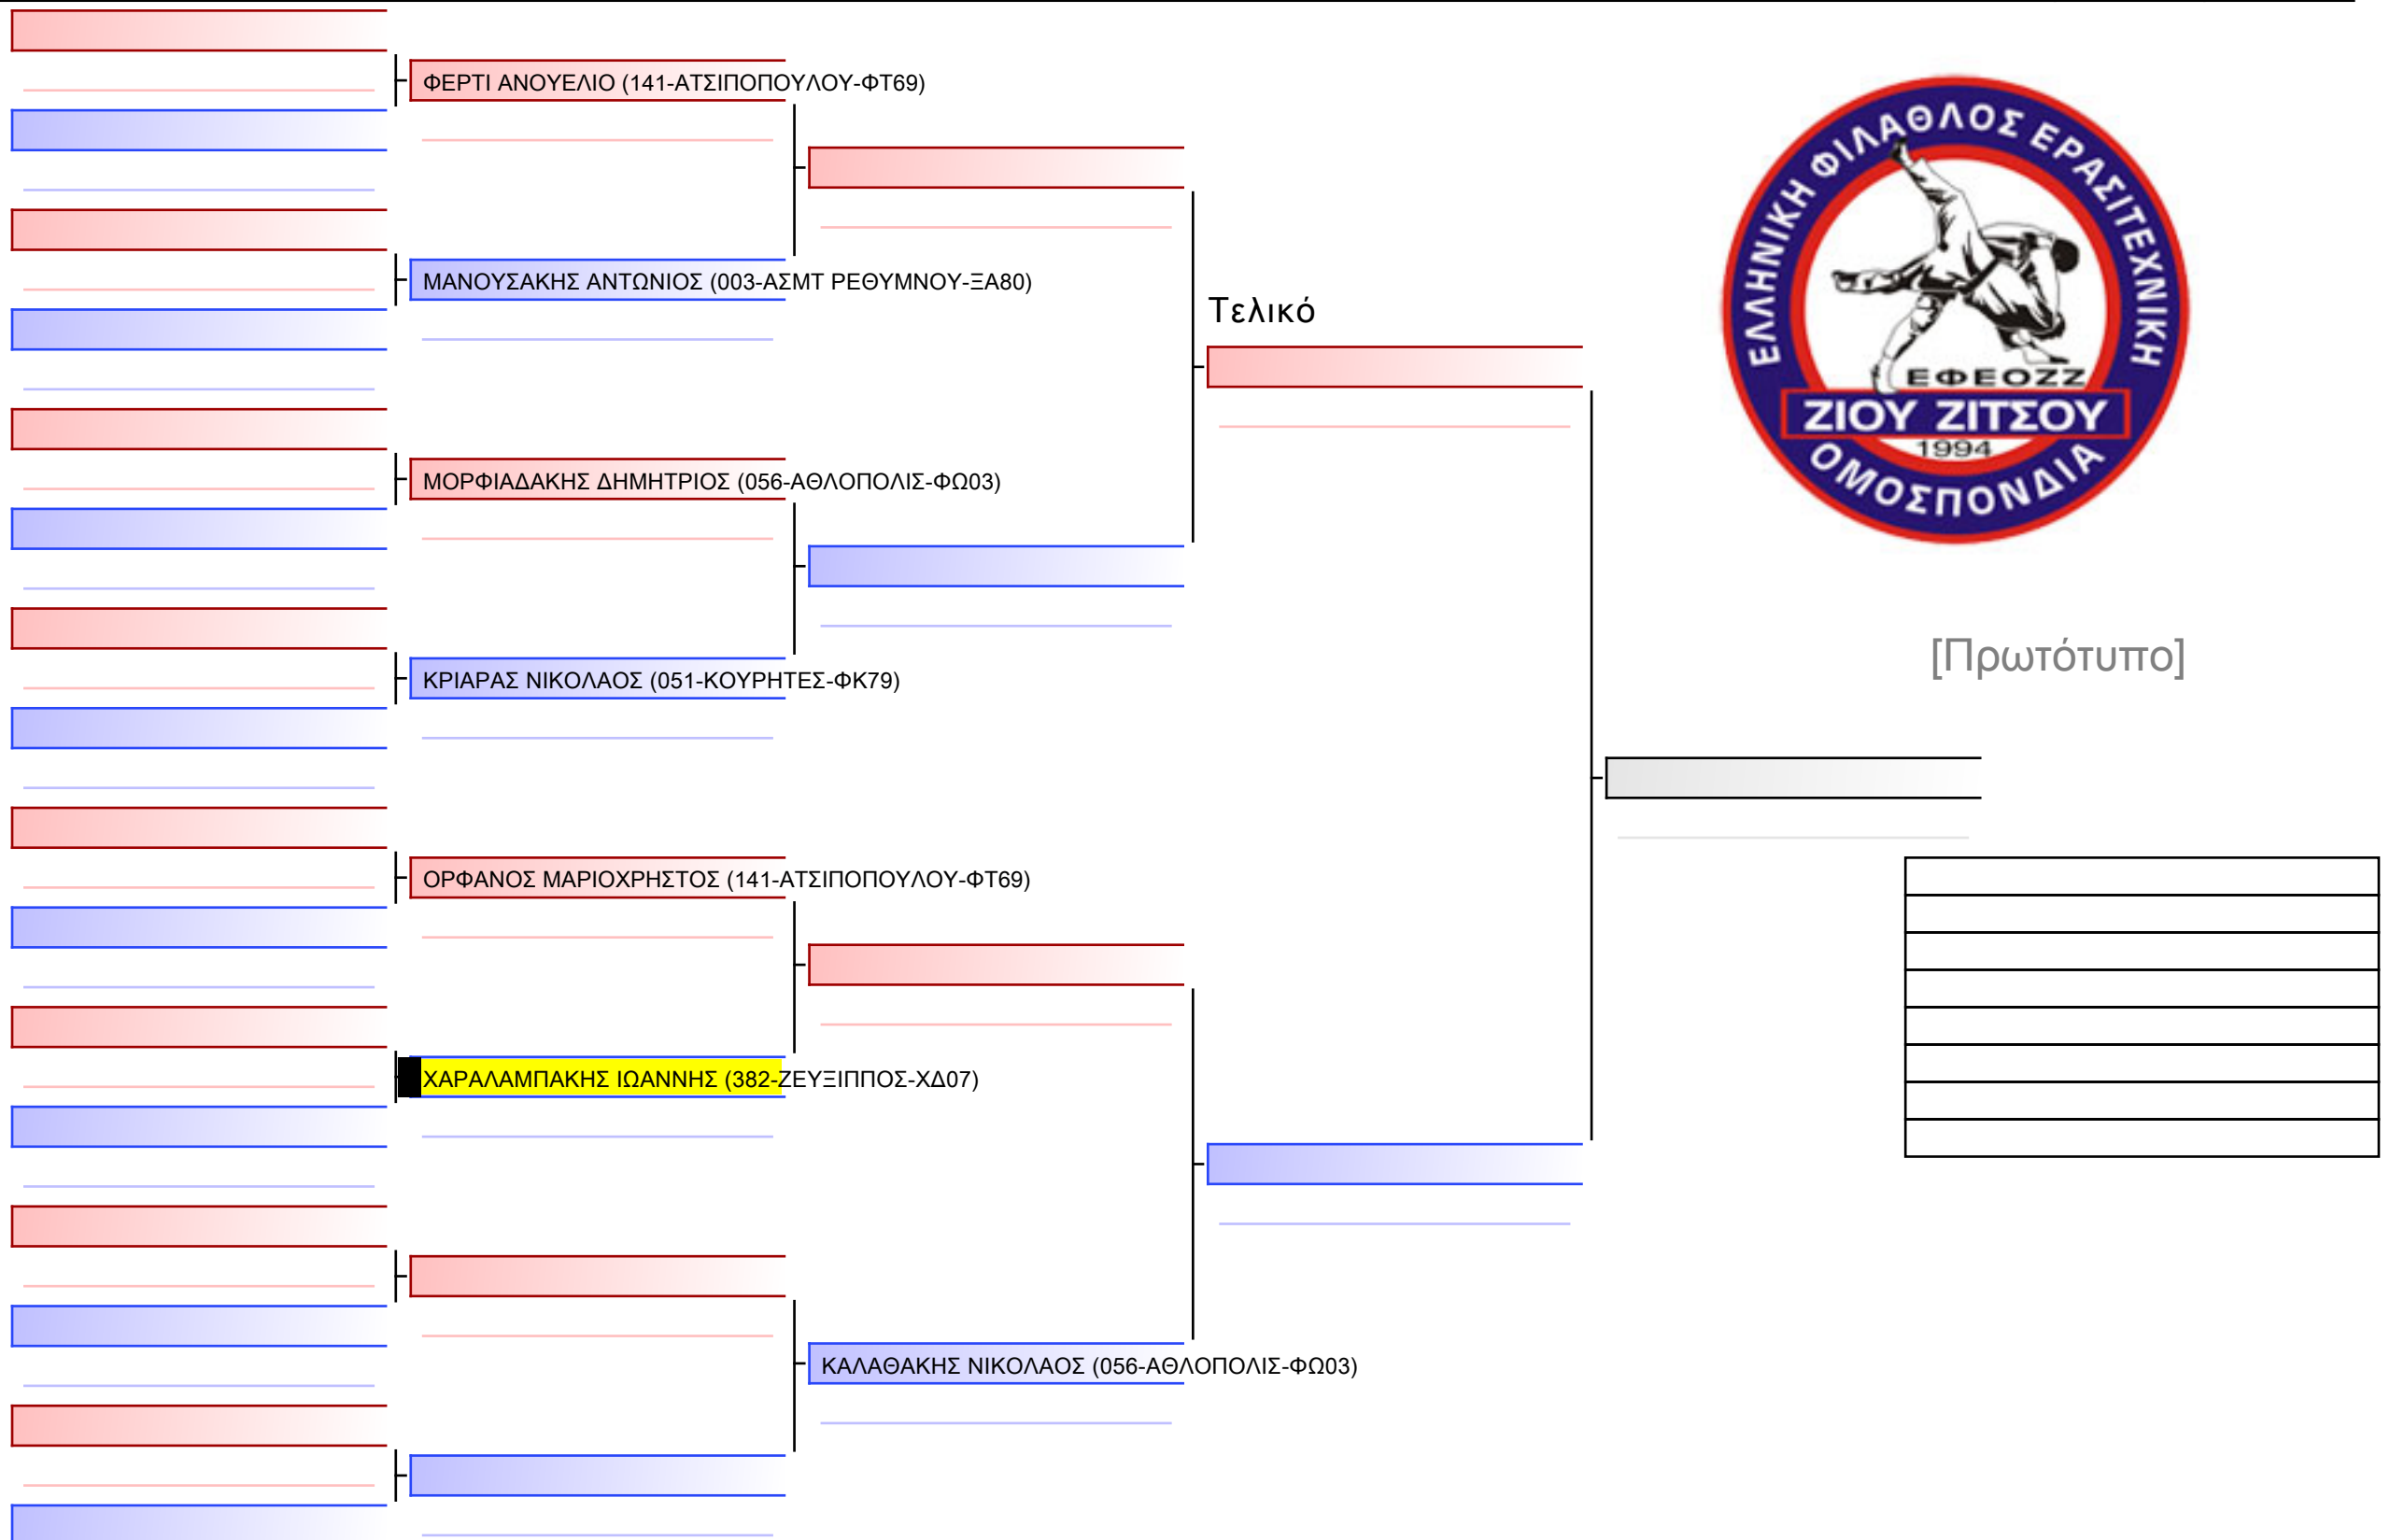 ΦΕΡΤΙ ΑΝΟΥΕΛΙΟ (141-ΑΤΣΙΠΟΠΟΥΛΟΥ-ΦΤ69)
ΜΑΝΟΥΣΑΚΗΣ ΑΝΤΩΝΙΟΣ (003-ΑΣΜΤ ΡΕΘΥΜΝΟΥ-ΞΑ80)
Τελικό
ΕΛΛΗΝΙΚΗ ΦΙΛΑΘΛΟΣ ΕΡΑΣΙΤΕΧΝΙΚΗ
ΕΦΕΟΖΖ
ΖΙΟΥ ΖΙΤΣΟΥ
1994
ΟΜΟΣΠΟΝΔΙΑ
ΜΟΡΦΙΑΔΑΚΗΣ ΔΗΜΗΤΡΙΟΣ (056-ΑΘΛΟΠΟΛΙΣ-ΦΩ03)
[Πρωτότυπο]
ΚΡΙΑΡΑΣ ΝΙΚΟΛΑΟΣ (051-ΚΟΥΡΗΤΕΣ-ΦΚ79)
ΟΡΦΑΝΟΣ ΜΑΡΙΟΧΡΗΣΤΟΣ (141-ΑΤΣΙΠΟΠΟΥΛΟΥ-ΦΤ69)
ΧΑΡΑΛΑΜΠΑΚΗΣ ΙΩΑΝΝΗΣ (382-ΖΕΥΞΙΠΠΟΣ-ΧΔ07)
ΚΑΛΑΘΑΚΗΣ ΝΙΚΟΛΑΟΣ (056-ΑΘΛΟΠΟΛΙΣ-ΦΩ03)